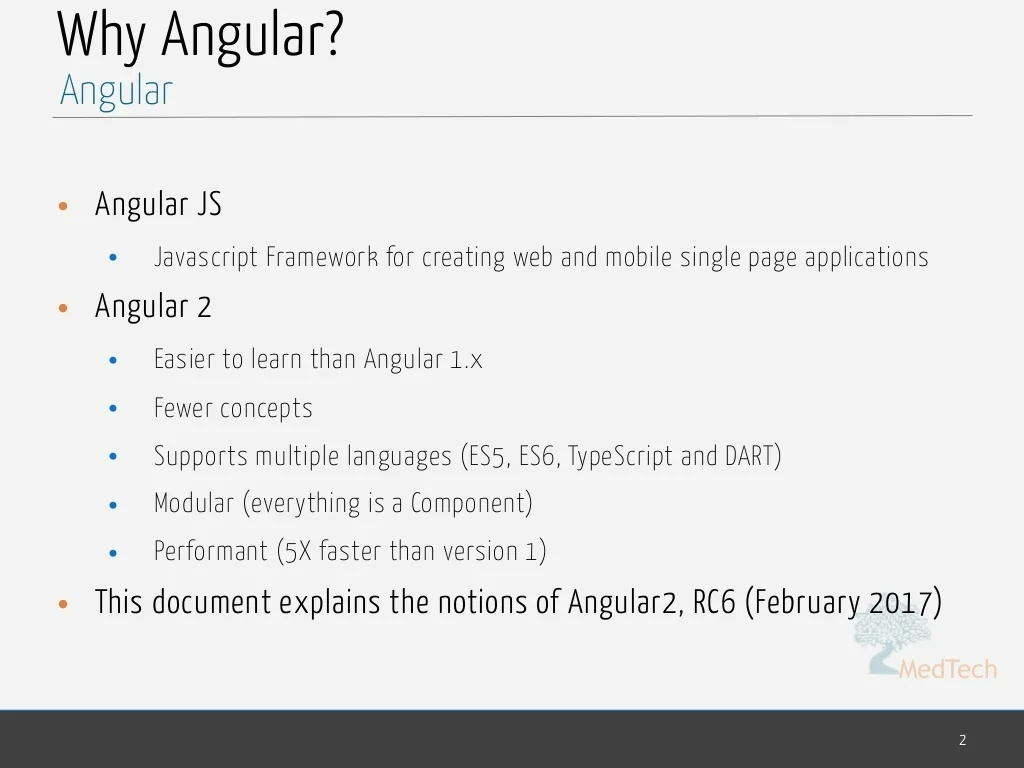 Why Angular?
Angular
• Angular JS
• Javascript Framework for creating web and mobile single page applications
• Angular 2
• Easier to learn than Angular 1.x
• Fewer concepts
• Supports multiple languages (ES5, ES6, TypeScript and DART)
• Modular (everything is a Component)
• Performant (5X faster than version 1)
• This document explains the notions of Angular2, RC6 (February 2017)
MedTech
2